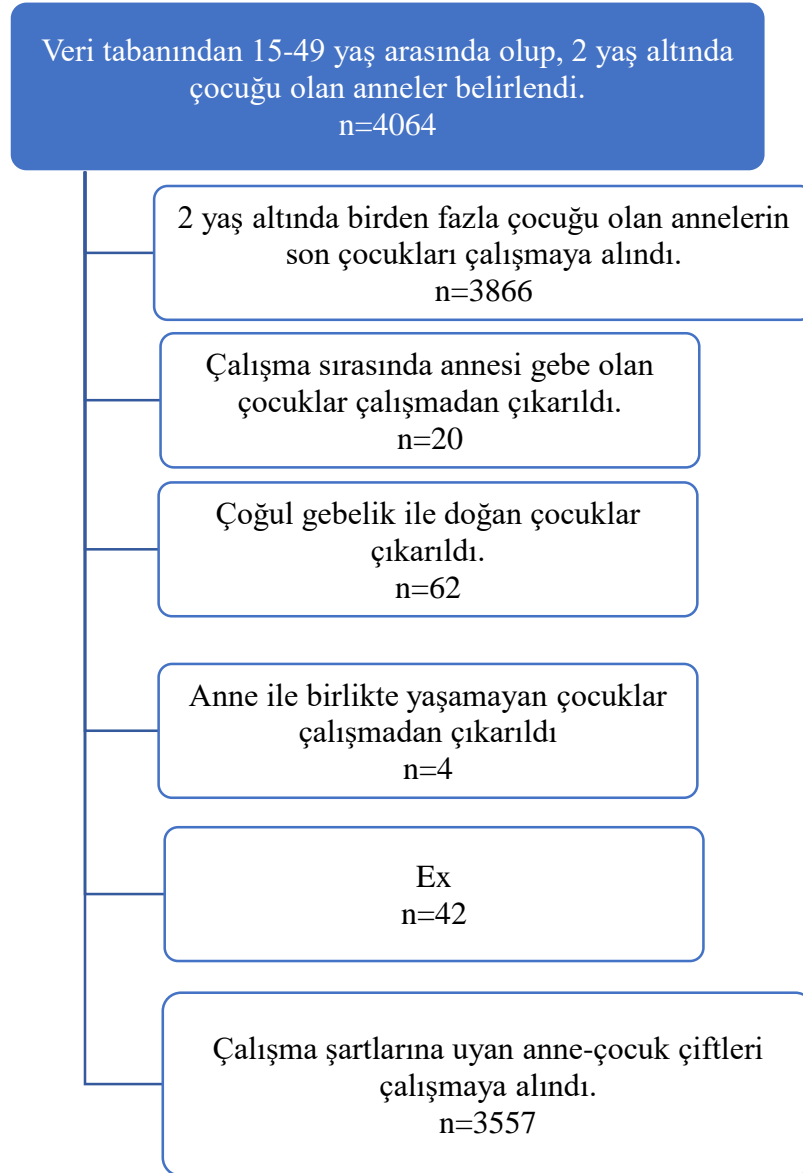 Veri tabanından 15-49 yaş arasında olup, 2 yaş altında
çocuğu olan anneler belirlendi.
n=4064
2 yaş altında birden fazla çocuğu olan annelerin
son çocukları çalışmaya alındı.
n=3866
Çalışma sırasında annesi gebe olan
çocuklar çalışmadan çıkarıldı.
n=20
Çoğul gebelik ile doğan çocuklar
çıkarıldı.
n=62
Anne ile birlikte yaşamayan çocuklar
çalışmadan çıkarıldı
n=4
Ex
n=42
Çalışma şartlarına uyan anne-çocuk çiftleri
çalışmaya alındı.
n=3557